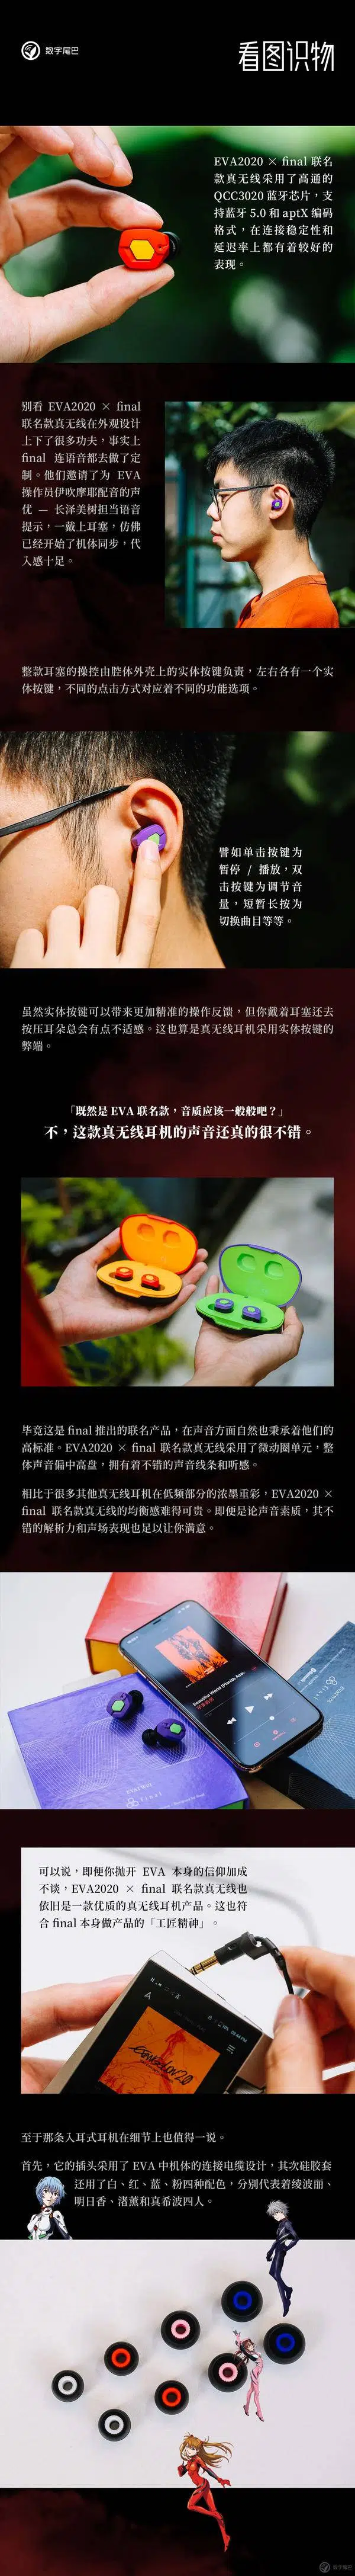 数字尾巴
看图识物
EVA2020 × final 联名
款真无线采用了高通的
QCC3020 蓝牙芯片，支
持蓝牙 5.0 和 aptX 编码
格式，在连接稳定性和
延迟率上都有着较好的
表现。
别看 EVA2020 × final
联名款真无线在外观设计
上下了很多功夫，事实上
final 连语音都去做了定
制。他们邀请了为 EVA
操作员伊吹摩耶配音的声
优 — 长泽美树担当语音
提示，一戴上耳塞，仿佛
已经开始了机体同步，代
入感十足。
整款耳塞的操控由腔体外壳上的实体按键负责，左右各有一个实
体按键，不同的点击方式对应着不同的功能选项。
譬如单击按键为
暂停 / 播放，双
击按键为调节音
量，短暂长按为
切换曲目等等。
虽然实体按键可以带来更加精准的操作反馈，但你戴着耳塞还去
按压耳朵总会有点不适感。这也算是真无线耳机采用实体按键的
弊端。
「既然是 EVA 联名款，音质应该一般般吧？」
不，这款真无线耳机的声音还真的很不错。
毕竟这是 final 推出的联名产品，在声音方面自然也秉承着他们的
高标准。EVA2020 × final 联名款真无线采用了微动圈单元，整
体声音偏中高盘，拥有着不错的声音线条和听感。
相比于很多其他真无线耳机在低频部分的浓墨重彩，EVA2020 ×
final 联名款真无线的均衡感难得可贵。即便是论声音素质，其不
错的解析力和声场表现也足以让你满意。
可以说，即便你抛开 EVA 本身的信仰加成
不谈，EVA2020 × final 联名款真无线也
依旧是一款优质的真无线耳机产品。这也符
合 final 本身做产品的「工匠精神」。
至于那条入耳式耳机在细节上也值得一说。
首先，它的插头采用了 EVA 中机体的连接电缆设计，其次硅胶套
还用了白、红、蓝、粉四种配色，分别代表着绫波丽、
明日香、渚薰和真希波四人。
数字尾巴